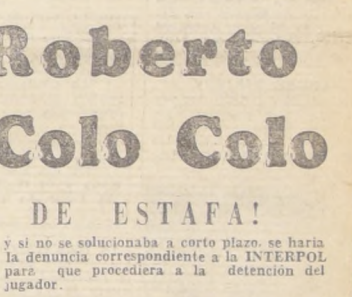 Roberto
Colo Colo
DE ESTAFA!
y si no se solucionaba a corto plazo, se haria
la denuncia correspondiente a la INTERPOL
para que procediera a la detención del
jugador.